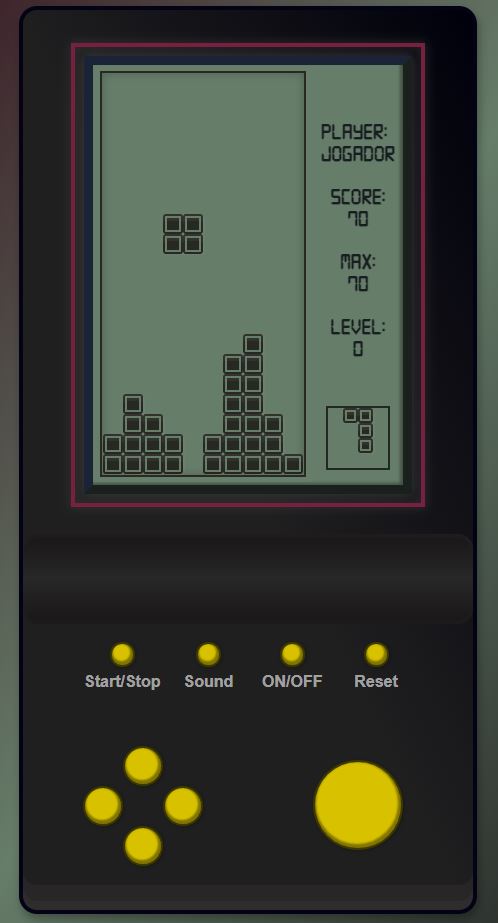 PLAYER:
JOGADOR
SCORE:
70
MAX:
70
LEVEL:
0
Start/Stop Sound ON/OFF Reset